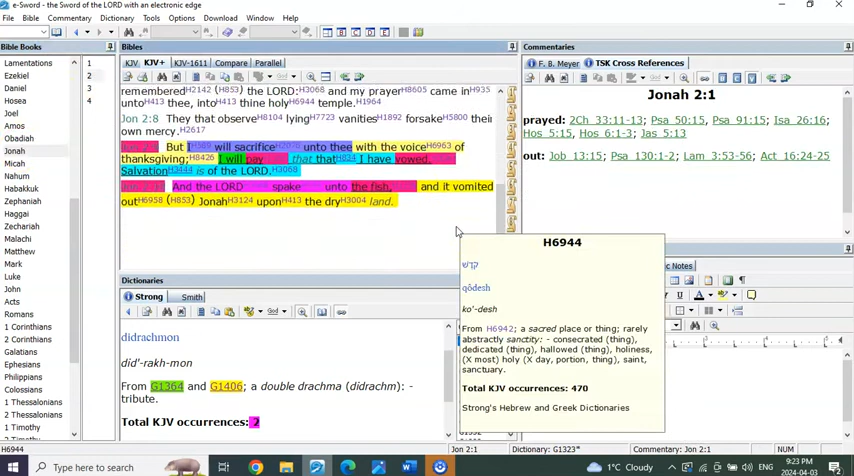 e-Sword - the Sword of the LORD with an electronic edge
File Bible Commentary Dictionary Tools Options Download Window Help
Bible Books
Lamentations 1
Ezekiel 2
Daniel 3
Hosea 4
Joel
Amos
Obadiah
Jonah
Micah
Nahum
Habakkuk
Zephaniah
Haggai
Zechariah
Malachi
Matthew
Mark
Luke
John
Acts
Romans
1 Corinthians
2 Corinthians
Galatians
Ephesians
Philippians
Colossians
1 Thessalonians
2 Thessalonians
1 Timothy
Bibles
KJV KJV+ KJV-1611 Compare Parallel
remembered H2142 (H853) the LORD: H3068 and my prayer H8605 came in H935
unto H413 thee, into H413 thine holy H6944 temple. H1964
Jon 2:8 They that observe H8104 lying H7723 vanities H1892 forsake H5800 their
own mercy. H2617
But I H589 will sacrifice H2076 unto thee with the voice H6963 of
thanksgiving; H8426 I will pay that that H834 I have vowed.
Salvation H3444 is of the LORD. H3068
And the LORD spake unto the fish, and it vomited
out H6958 (H853) Jonah H3124 upon H413 the dry H3004 land.
Dictionaries
Strong Smith
didrachmon
did'-rakh-mon
From G1364 and G1406; a double drachma (didrachm): -
tribute.
Total KJV occurrences: 2
Commentaries
F. B. Meyer TSK Cross References
Jonah 2:1
prayed: 2Ch 33:11-13, Psa 50:15, Psa 91:15, Isa 26:16,
Hos 5:15, Hos 6:1-3, Jas 5:13
out: Job 13:15, Psa 130:1-2, Lam 3:53-56, Act 16:24-25
H6944
קדשׁ
qôdesh
ko'-desh
From H6942; a sacred place or thing; rarely
abstractly sanctity: - consecrated (thing),
dedicated (thing), hallowed (thing), holiness,
(X most) holy (X day, portion, thing), saint,
sanctuary.
Total KJV occurrences: 470
Strong's Hebrew and Greek Dictionaries
Notes
H6944 Jon 2:1 Dictionary: G1323* Commentary: Jon 2:1 NUM
Type here to search
1°C Cloudy
9:23 PM
2024-04-03